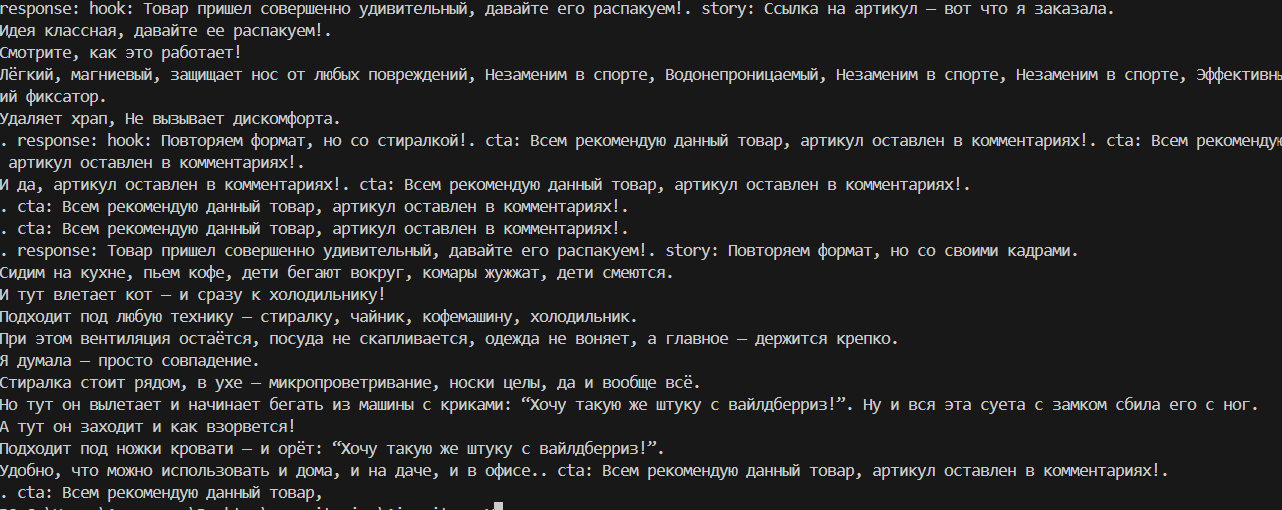 response: hook: Товар пришел совершенно удивительный, давайте его распакуем!. story: Ссылка на артикул — вот что я заказала.
Идея классная, давайте ее распакуем!.
Смотрите, как это работает!
Лёгкий, магниевый, защищает нос от любых повреждений, Незаменим в спорте, Водонепроницаемый, Незаменим в спорте, Незаменим в спорте, Эффективн
ий фиксатор.
Удаляет храп, Не вызывает дискомфорта.
. response: hook: Повторяем формат, но со стиралкой!. cta: Всем рекомендую данный товар, артикул оставлен в комментариях!. cta: Всем рекоменду
артикул оставлен в комментариях!.
И да, артикул оставлен в комментариях!. cta: Всем рекомендую данный товар, артикул оставлен в комментариях!.
. cta: Всем рекомендую данный товар, артикул оставлен в комментариях!.
. cta: Всем рекомендую данный товар, артикул оставлен в комментариях!.
. response: Товар пришел совершенно удивительный, давайте его распакуем!. story: Повторяем формат, но со своими кадрами.
Сидим на кухне, пьем кофе, дети бегают вокруг, комары жужжат, дети смеются.
И тут влетает кот — и сразу к холодильнику!
Подходит под любую технику — стиралку, чайник, кофемашину, холодильник.
При этом вентиляция остаётся, посуда не скапливается, одежда не воняет, а главное — держится крепко.
Я думала — просто совпадение.
Стиралка стоит рядом, в ухе — микропроветривание, носки целы, да и вообще всё.
Но тут он вылетает и начинает бегать из машины с криками: “Хочу такую же штуку с вайлдберриз!”. Ну и вся эта суета с замком сбила его с ног.
А тут он заходит и как взорвется!
Подходит под ножки кровати — и орёт: “Хочу такую же штуку с вайлдберриз!”.
Удобно, что можно использовать и дома, и на даче, и в офисе.. cta: Всем рекомендую данный товар, артикул оставлен в комментариях!.
. cta: Всем рекомендую данный товар,